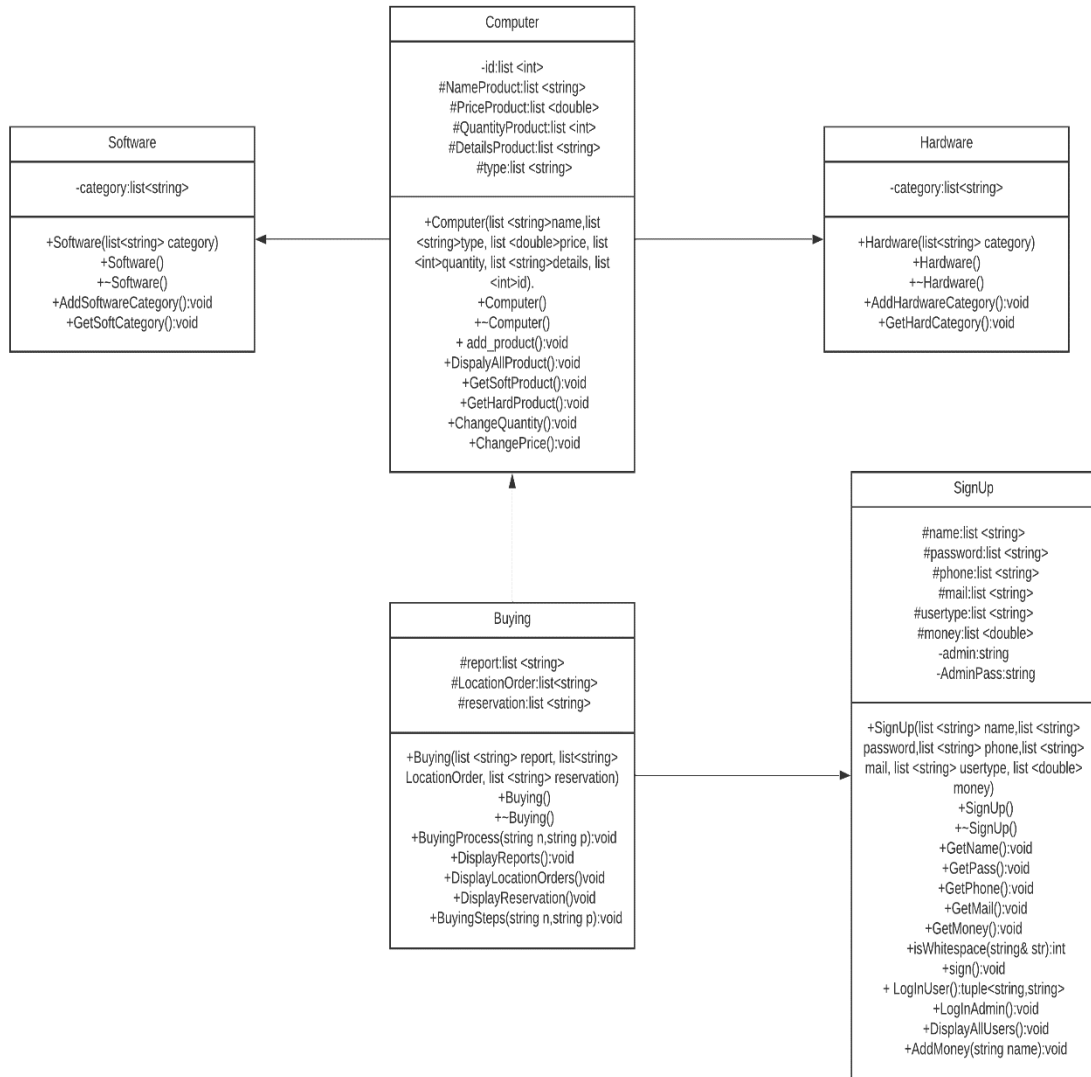 Computer
-id:list <int>
#NameProduct:list <string>
#PriceProduct:list <double>
#QuantityProduct:list <int>
#DetailsProduct:list <string>
#type:list <string>
+Computer(list <string>name,list
<string>type, list <double>price, list
<int>quantity, list <string>details, list
<int>id).
+Computer()
+~Computer()
+ add_product():void
+DispalyAllProduct():void
+GetSoftProduct():void
+GetHardProduct():void
+ChangeQuantity():void
+ChangePrice():void
Software
-category:list<string>
+Software(list<string> category)
+Software()
+~Software()
+AddSoftwareCategory():void
+GetSoftCategory():void
Hardware
-category:list<string>
+Hardware(list<string> category)
+Hardware()
+~Hardware()
+AddHardwareCategory():void
+GetHardCategory():void
Buying
#report:list <string>
#LocationOrder:list<string>
#reservation:list <string>
+Buying(list <string> report, list<string>
LocationOrder, list <string> reservation)
+Buying()
+~Buying()
+BuyingProcess(string n,string p):void
+DisplayReports():void
+DisplayLocationOrders()void
+DisplayReservation()void
+BuyingSteps(string n,string p):void
SignUp
#name:list <string>
#password:list <string>
#phone:list <string>
#mail:list <string>
#usertype:list <string>
#money:list <double>
-admin:string
-AdminPass:string
+SignUp(list <string> name,list <string>
password,list <string> phone,list <string>
mail, list <string> usertype, list <double>
money)
+SignUp()
+~SignUp()
+GetName():void
+GetPass():void
+GetPhone():void
+GetMail():void
+GetMoney():void
+isWhitespace(string& str):int
+sign():void
+ LogInUser():tuple<string,string>
+LogInAdmin():void
+DisplayAllUsers():void
+AddMoney(string name):void